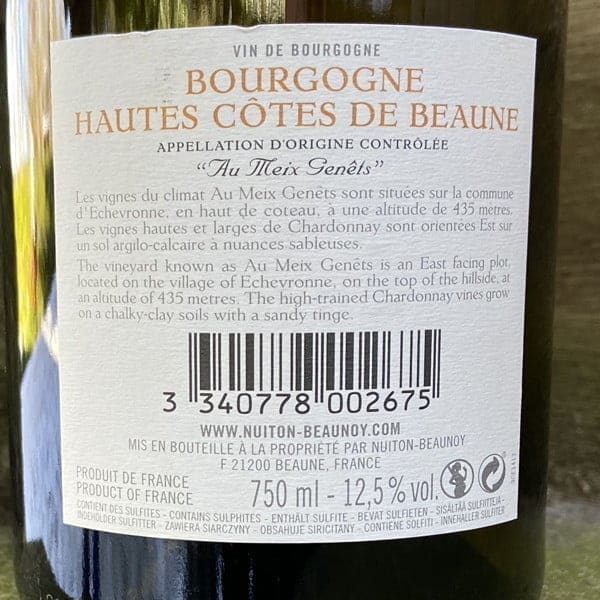 VIN DE BOURGOGNE
BOURGOGNE
HAUTES CÔTES DE BEAUNE
APPELLATION D'ORIGINE CONTRÔLÉE
"Au Meix Genêts"
Les vignes du climat Au Meix Genêts sont situées sur la commune
d'Echevronne, en haut de coteau, à une altitude de 435 mètres.
Les vignes hautes et larges de Chardonnay sont orientées Est sur
un sol argilo-calcaire à nuances sableuses.
The vineyard known as Au Meix Genêts is an East facing plot,
located on the village of Echevronne, on the top of the hillside, at
an altitude of 435 metres. The high-trained Chardonnay vines grow
on a chalky-clay soils with a sandy tinge.
3 340778 002675
WWW.NUITON-BEAUNOY.COM
MIS EN BOUTEILLE À LA PROPRIÉTÉ PAR NUITON-BEAUNOY
F 21200 BEAUNE, FRANCE
PRODUIT DE FRANCE
PRODUCT OF FRANCE
750 ml - 12,5 % vol.
CONTIENT DES SULFITES - CONTAINS SULPHITES - ENTHÄLT SULFITE - BEVAT SULFIETEN - SISÄLTÄÄ SULFIITTEJA -
INDEHOLDER SULFITTER - ZAWIERA SIARCZYNY - OBSAHUJE SIRICITANY - CONTIENE SOLFITI - INNEHÅLLER SULFITER